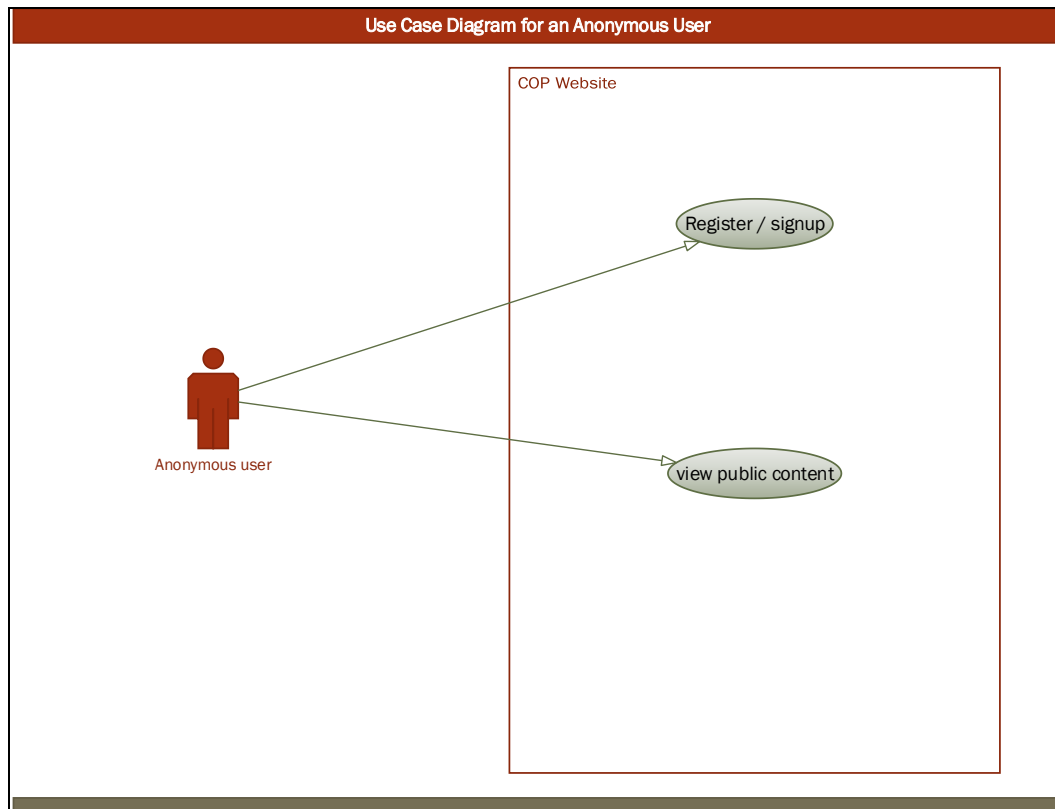 Use Case Diagram for an Anonymous User
COP Website
Register / signup
Anonymous user
view public content